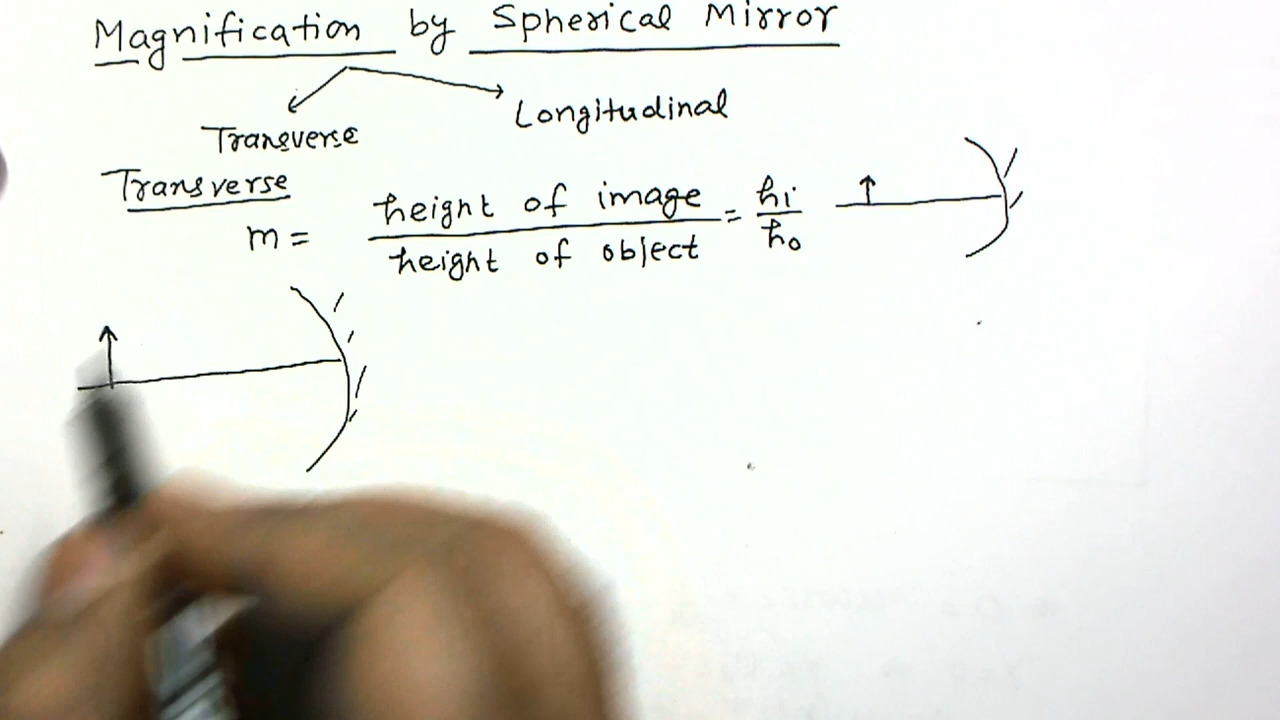 Magnification by Spherical Mirror
Transverse
Longitudinal
Transverse
m = height of image / height of object = hi / ho